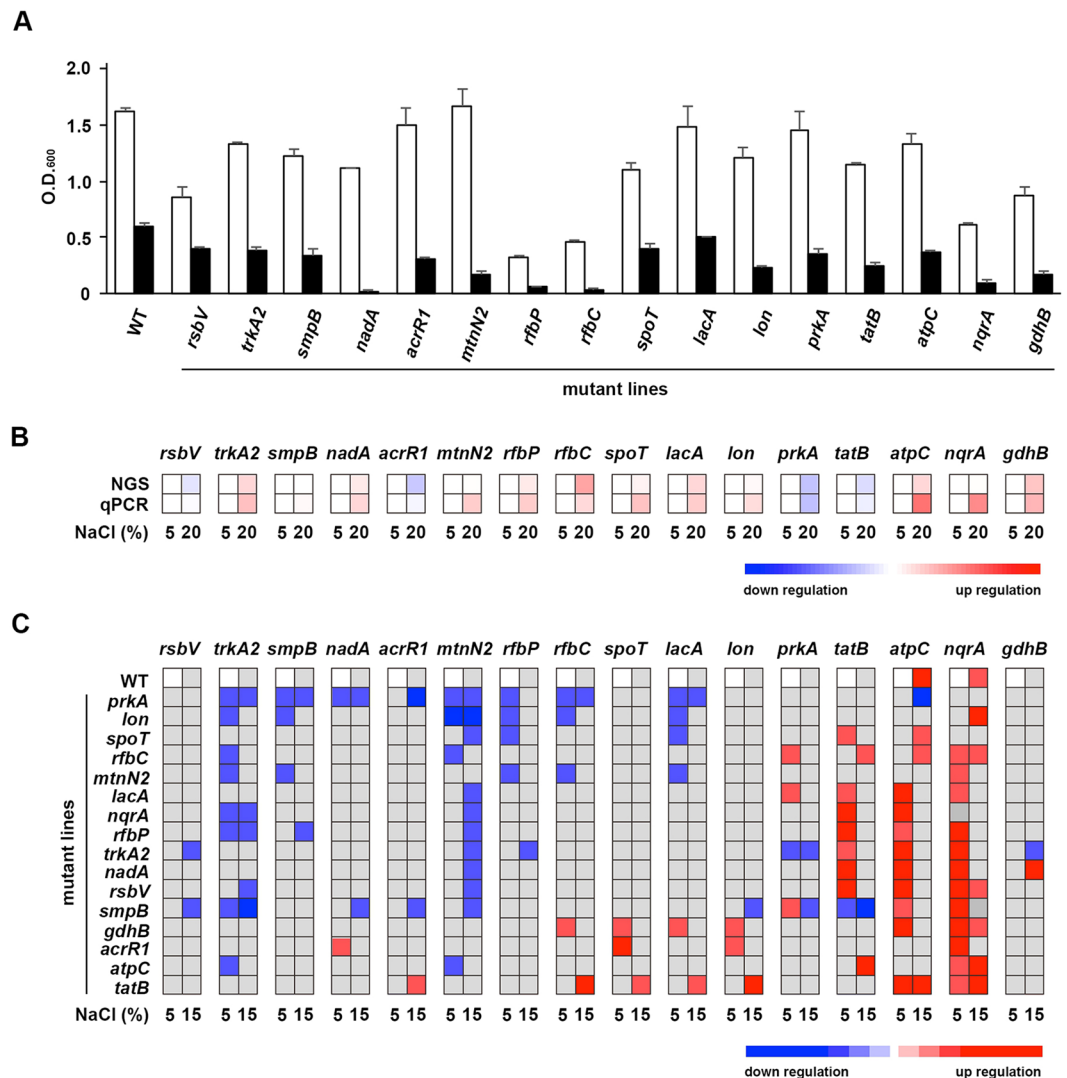 A
2.0
1.5
1.0
0.5
0
O.D.600
WT rsbV trkA2 smpB nadA acrR1 mtnN2 rfbP rfbC spoT lacA lon prkA tatB atpC nqrA gdhB
mutant lines
B
rsbV trkA2 smpB nadA acrR1 mtnN2 rfbP rfbC spoT lacA lon prkA tatB atpC nqrA gdhB
NGS
qPCR
NaCl (%) 5 20 5 20 5 20 5 20 5 20 5 20 5 20 5 20 5 20 5 20 5 20 5 20 5 20 5 20 5 20 5 20
down regulation up regulation
C
rsbV trkA2 smpB nadA acrR1 mtnN2 rfbP rfbC spoT lacA lon prkA tatB atpC nqrA gdhB
WT
prkA
lon
spoT
rfbC
mtnN2
lacA
nqrA
rfbP
trkA2
nadA
rsbV
smpB
gdhB
acrR1
atpC
tatB
mutant lines
NaCl (%) 5 15 5 15 5 15 5 15 5 15 5 15 5 15 5 15 5 15 5 15 5 15 5 15 5 15 5 15 5 15 5 15
down regulation up regulation